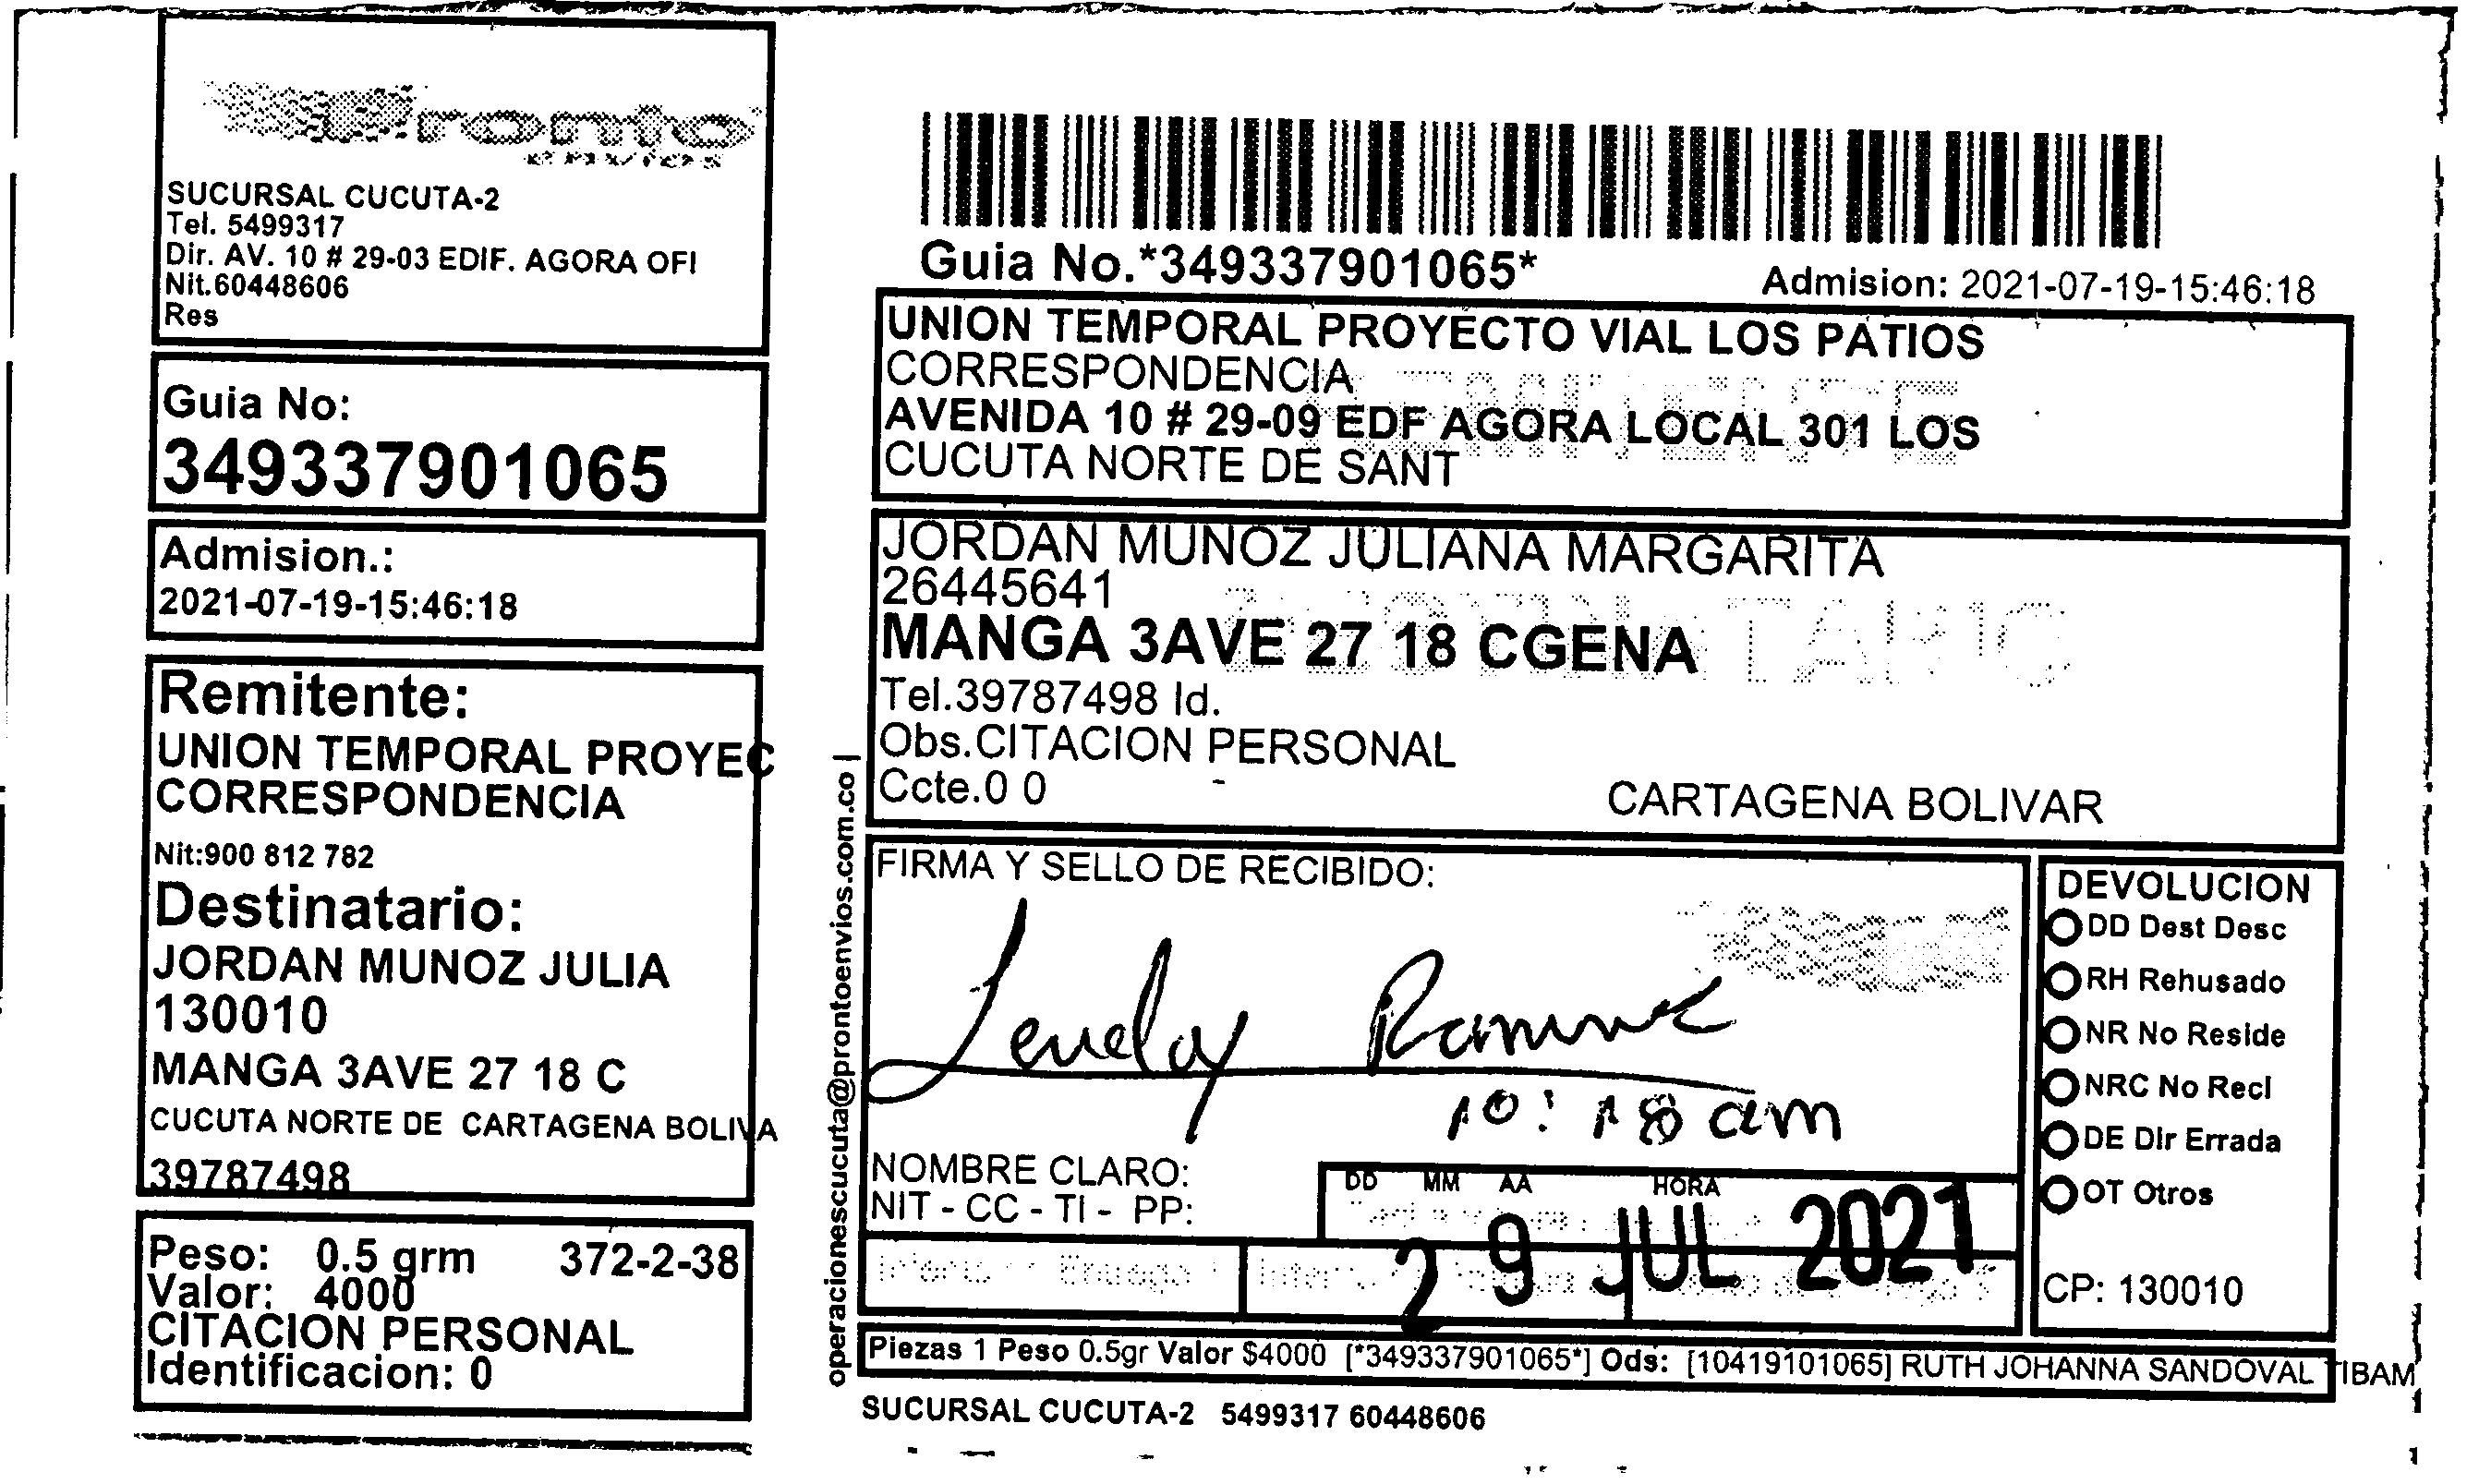 Pronto
envios
SUCURSAL CUCUTA-2
Tel. 5499317
Dir. AV. 10 # 29-03 EDIF. AGORA OFI
Nit.60448606
Res
Guia No:
349337901065
Admision.:
2021-07-19-15:46:18
Remitente:
UNION TEMPORAL PROYEC
CORRESPONDENCIA
Nit:900 812 782
Destinatario:
JORDAN MUNOZ JULIA
130010
MANGA 3AVE 27 18 C
CUCUTA NORTE DE CARTAGENA BOLIVA
39787498
Peso: 0.5 grm 372-2-38
Valor: 4000
CITACION PERSONAL
Identificacion: 0
operacionescucuta@prontoenvios.com.co |
Guia No.*349337901065*
Admision: 2021-07-19-15:46:18
UNION TEMPORAL PROYECTO VIAL LOS PATIOS
CORRESPONDENCIA
REMITENTE
AVENIDA 10 # 29-09 EDF AGORA LOCAL 301 LOS
CUCUTA NORTE DE SANT
JORDAN MUNOZ JULIANA MARGARITA
26445641
DESTINATARIO
MANGA 3AVE 27 18 CGENA
Tel.39787498 Id.
Obs.CITACION PERSONAL
Ccte.0 0
CARTAGENA BOLIVAR
FIRMA Y SELLO DE RECIBIDO:
10:18 am
NOMBRE CLARO:
NIT - CC - TI - PP:
DD MM AA HORA
29 JUL 2021
DEVOLUCION
DD Dest Desc
RH Rehusado
NR No Reside
NRC No Recl
DE Dir Errada
OT Otros
CP: 130010
Piezas 1 Peso 0.5gr Valor $4000 [*349337901065*] Ods: [10419101065] RUTH JOHANNA SANDOVAL TIBAM
SUCURSAL CUCUTA-2 5499317 60448606